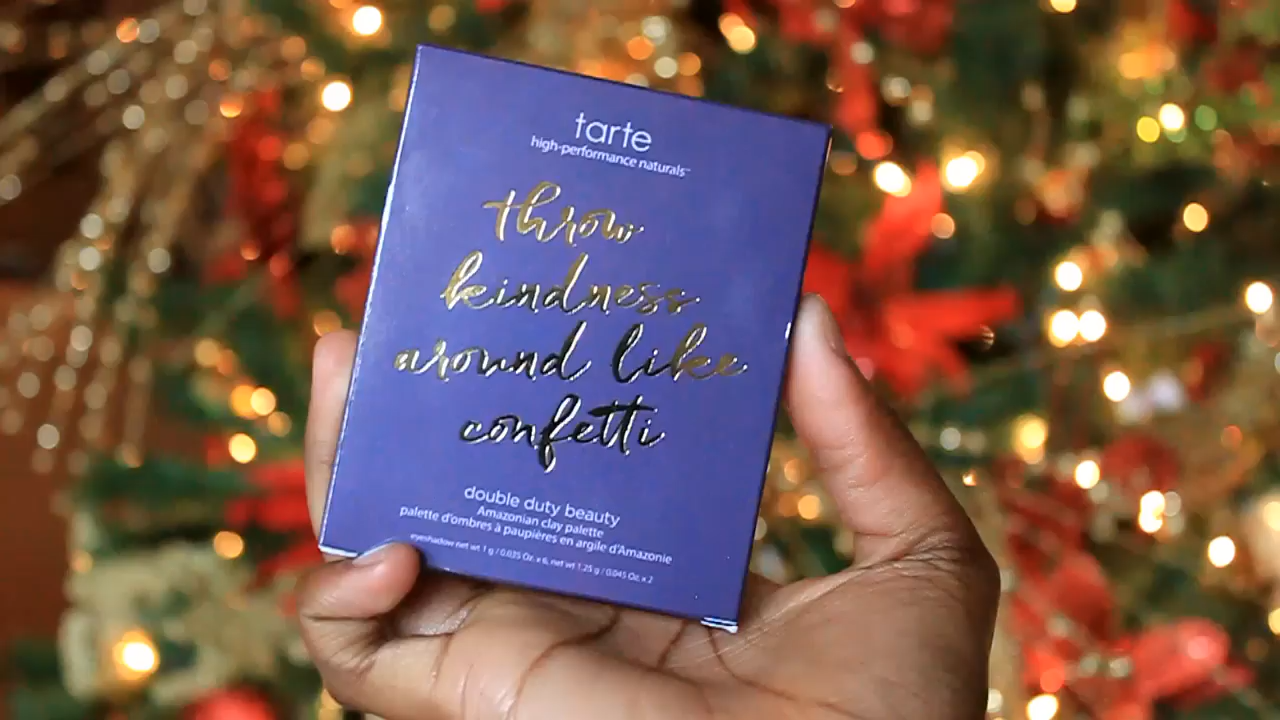 tarte
high-performance naturals™
throw
kindness
around like
confetti
double duty beauty
Amazonian clay palette
palette d'ombres à paupières en argile d'Amazonie
eyeshadow net wt 1 g / 0.035 Oz. x 6, net wt 1.25 g / 0.045 Oz. x 2